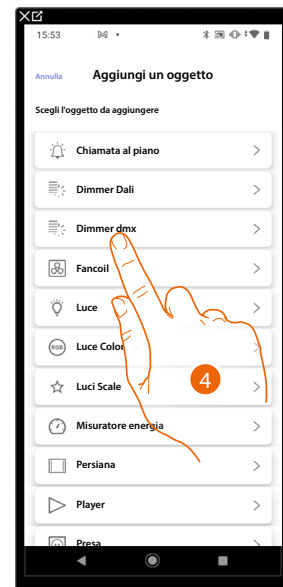 15:53
Annulla Aggiungi un oggetto
Scegli l'oggetto da aggiungere
Chiamata al piano
Dimmer Dali
Dimmer dmx
Fancoil
Luce
RGB Luce Color
Luci Scale
4
Misuratore energia
Persiana
Player
Presa